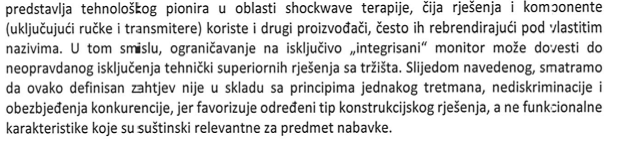 predstavlja tehnološkog pionira u oblasti shockwave terapije, čija rješenja i komponente
(uključujući ručke i transmitere) koriste i drugi proizvođači, često ih rebrendirajući pod vlastitim
nazivima. U tom smislu, ograničavanje na isključivo „integrisani“ monitor može dovesti do
neopravdanog isključenja tehnički superiornih rješenja sa tržišta. Slijedom navedenog, smatramo
da ovako definisan zahtjev nije u skladu sa principima jednakog tretmana, nediskriminacije i
obezbjeđenja konkurencije, jer favorizuje određeni tip konstrukcijskog rješenja, a ne funkcionalne
karakteristike koje su suštinski relevantne za predmet nabavke.